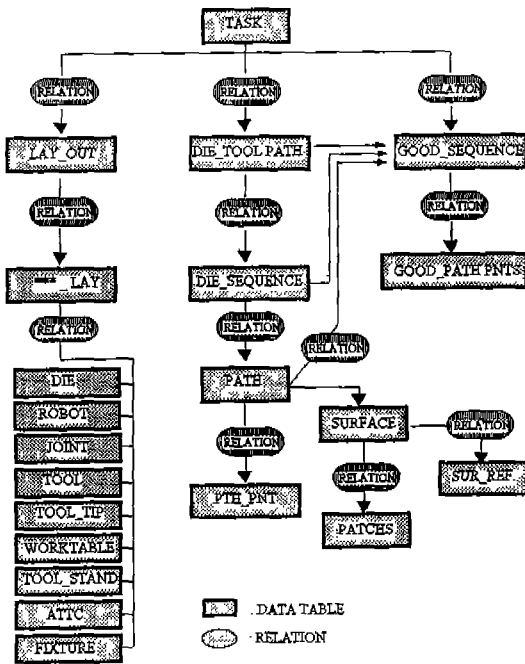 TASK
RELATION
RELATION
RELATION
LAY_OUT
DIE_TOOL PATH
GOOD_SEQUENCE
RELATION
RELATION
RELATION
_LAY
DIE_SEQUENCE
GOOD_PATH PNTS
RELATION
RELATION
RELATION
DIE
PATH
ROBOT
SURFACE
RELATION
JOINT
RELATION
TOOL
RELATION
SUR_REF.
TOOL_TIP
PTH_PNT
WORKTABLE
PATCHS
TOOL_STAND
ATTC
FIXTURE
. DATA TABLE
. RELATION